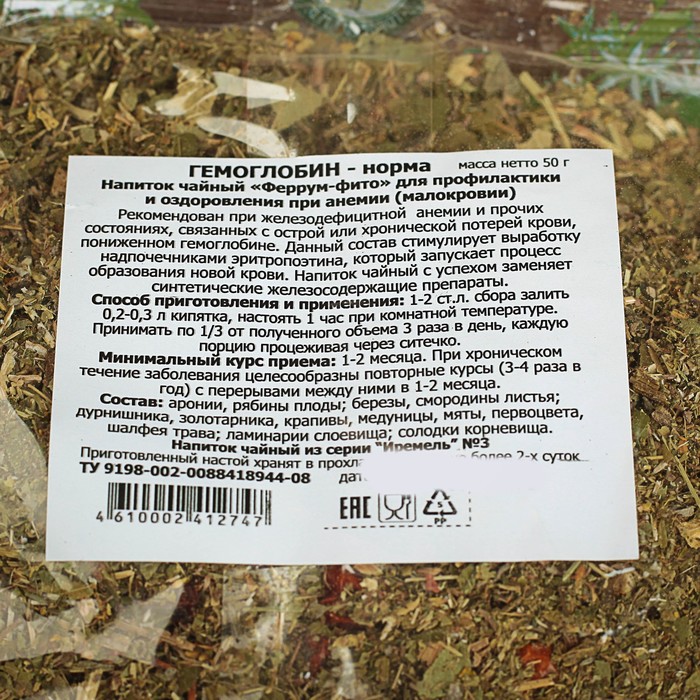 ГЕМОГЛОБИН - норма масса нетто 50 г
Напиток чайный «Феррум-фито» для профилактики
и оздоровления при анемии (малокровии)
Рекомендован при железодефицитной анемии и прочих
состояниях, связанных с острой или хронической потерей крови,
пониженном гемоглобине. Данный состав стимулирует выработку
надпочечниками эритропоэтина, который запускает процесс
образования новой крови. Напиток чайный с успехом заменяет
синтетические железосодержащие препараты.
Способ приготовления и применения: 1-2 ст.л. сбора залить
0,2-0,3 л кипятка, настоять 1 час при комнатной температуре.
Принимать по 1/3 от полученного объема 3 раза в день, каждую
порцию процеживая через ситечко.
Минимальный курс приема: 1-2 месяца. При хроническом
течение заболевания целесообразны повторные курсы (3-4 раза в
год) с перерывами между ними в 1-2 месяца.
Состав: аронии, рябины плоды; березы, смородины листья;
дурнишника, золотарника, крапивы, медуницы, мяты, первоцвета,
шалфея трава; ламинарии слоевища; солодки корневища.
Напиток чайный из серии "Иремель" №3
Приготовленный настой хранят в более 2-х суток
ТУ 9198-002-0088418944-08
4 610002 412747
EAC
5
PP